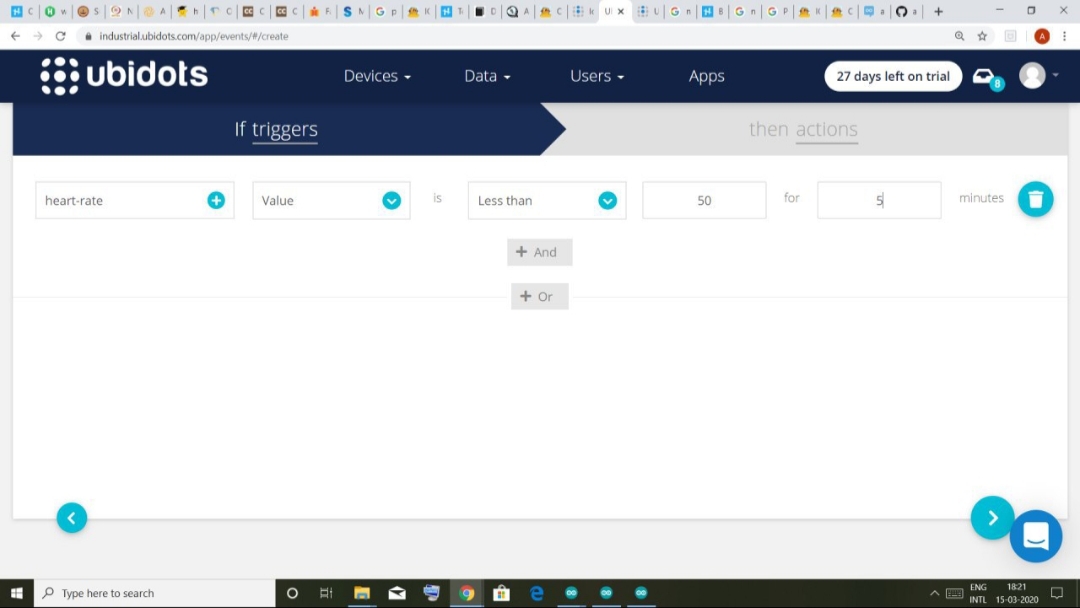 industrial.ubidots.com/app/events/#/create
ubidots
Devices
Data
Users
Apps
27 days left on trial
8
A
If triggers
then actions
heart-rate
Value
is
Less than
50
for
5
minutes
+ And
+ Or
Type here to search
ENG
INTL
18:21
15-03-2020